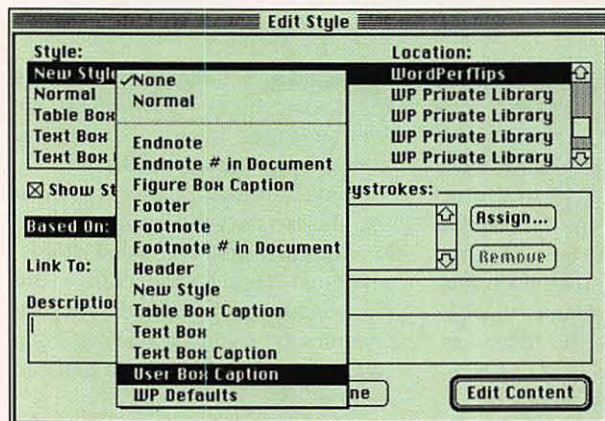 Edit Style
Style: Location:
New Style WordPerfTips
Normal WP Private Library
Table Box WP Private Library
Text Box WP Private Library
Text Box WP Private Library
✓None
Normal
Endnote
Endnote # in Document
Figure Box Caption
Footer
Footnote
Footnote # in Document
Header
New Style
Table Box Caption
Text Box
Text Box Caption
User Box Caption
WP Defaults
Show St
ystrokes:
Based On:
Assign...
Link To:
Remove
Description
ne
Edit Content